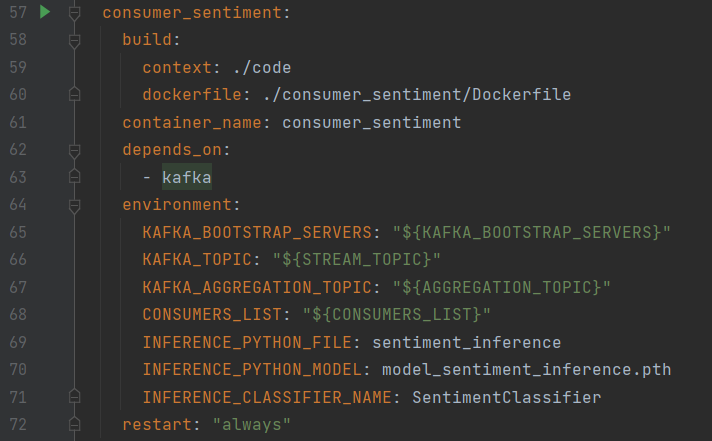 57 consumer_sentiment:
58 build:
59 context: ./code
60 dockerfile: ./consumer_sentiment/Dockerfile
61 container_name: consumer_sentiment
62 depends_on:
63 - kafka
64 environment:
65 KAFKA_BOOTSTRAP_SERVERS: "${KAFKA_BOOTSTRAP_SERVERS}"
66 KAFKA_TOPIC: "${STREAM_TOPIC}"
67 KAFKA_AGGREGATION_TOPIC: "${AGGREGATION_TOPIC}"
68 CONSUMERS_LIST: "${CONSUMERS_LIST}"
69 INFERENCE_PYTHON_FILE: sentiment_inference
70 INFERENCE_PYTHON_MODEL: model_sentiment_inference.pth
71 INFERENCE_CLASSIFIER_NAME: SentimentClassifier
72 restart: "always"